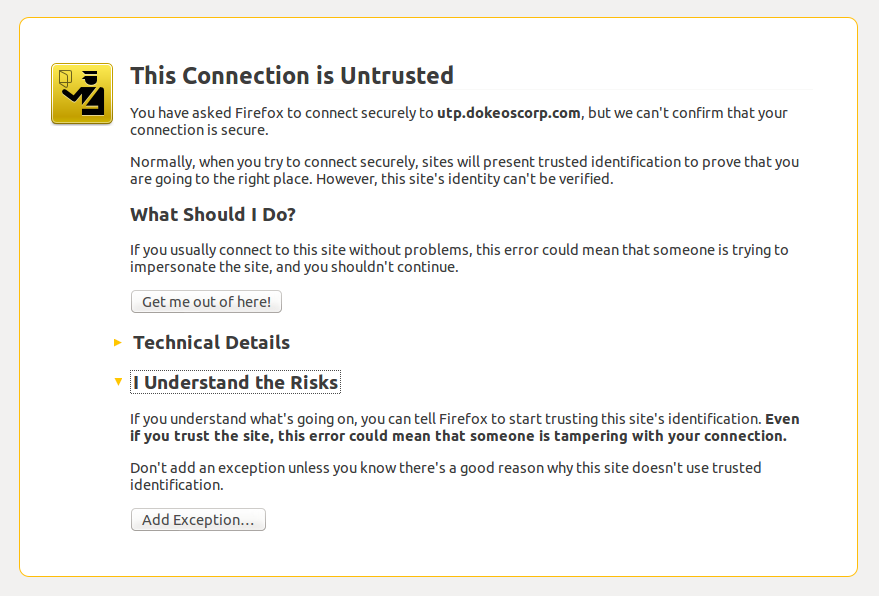 This Connection is Untrusted
You have asked Firefox to connect securely to utp.dokeoscorp.com, but we can't confirm that your
connection is secure.
Normally, when you try to connect securely, sites will present trusted identification to prove that you
are going to the right place. However, this site's identity can't be verified.
What Should I Do?
If you usually connect to this site without problems, this error could mean that someone is trying to
impersonate the site, and you shouldn't continue.
Get me out of here!
Technical Details
I Understand the Risks
If you understand what's going on, you can tell Firefox to start trusting this site's identification. Even
if you trust the site, this error could mean that someone is tampering with your connection.
Don't add an exception unless you know there's a good reason why this site doesn't use trusted
identification.
Add Exception...